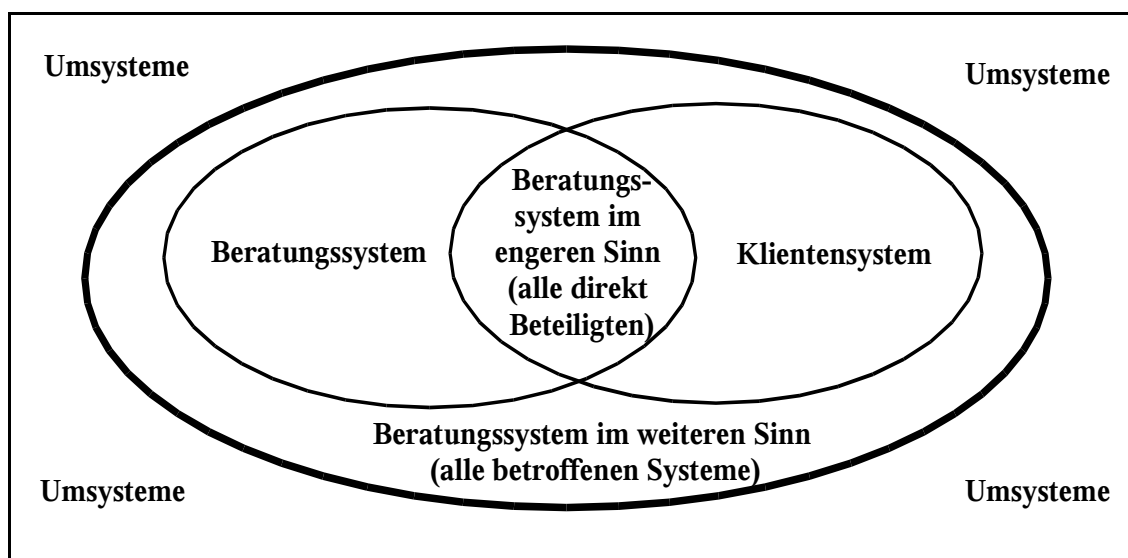 Umsysteme
Umsysteme
Beratungs-
system im
engeren Sinn
(alle direkt
Beteiligten)
Beratungssystem
Klientensystem
Beratungssystem im weiteren Sinn
(alle betroffenen Systeme)
Umsysteme
Umsysteme